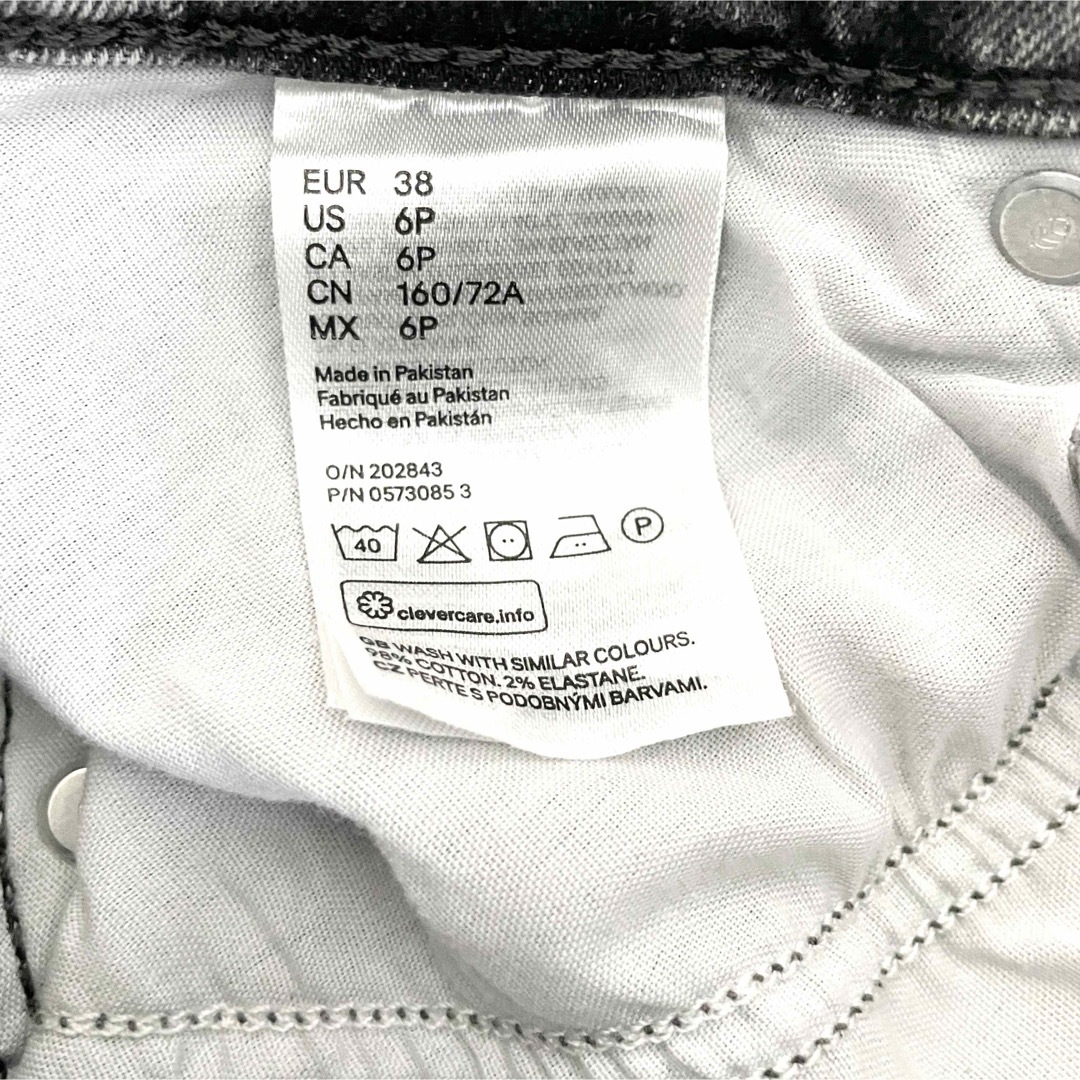 EUR 38
US 6P
CA 6P
CN 160/72A
MX 6P
Made in Pakistan
Fabriqué au Pakistan
Hecho en Pakistán
O/N 202843
P/N 0573085 3
40 P
clevercare.info
GB WASH WITH SIMILAR COLOURS.
98% COTTON. 2% ELASTANE.
CZ PERTE S PODOBNÝMI BARVAMI.